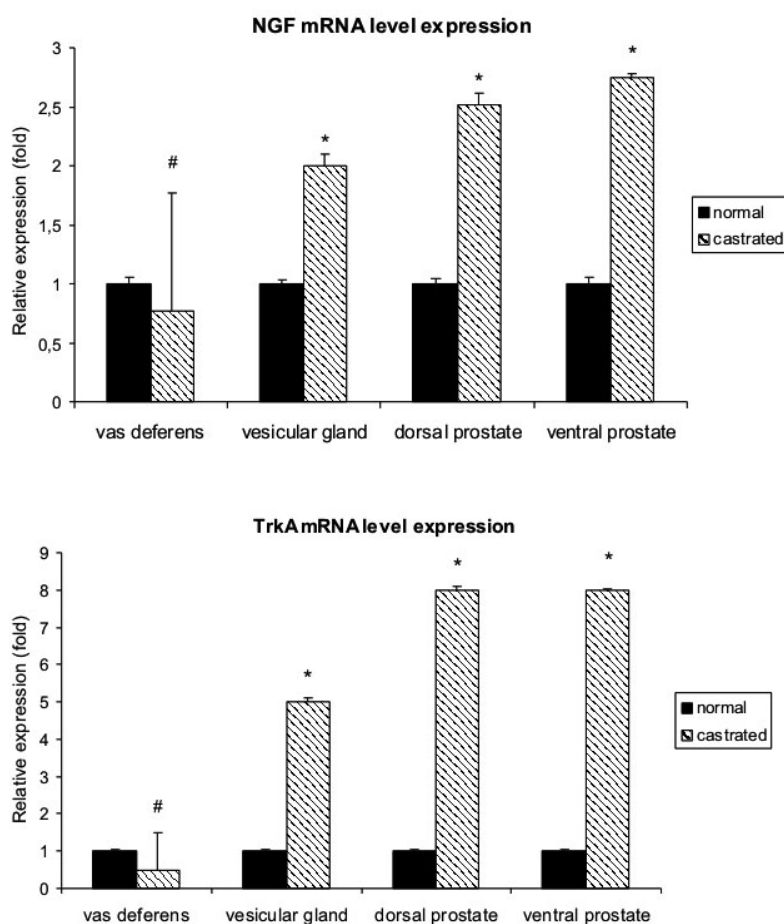 NGF mRNA level expression
Relative expression (fold)
3
2,5
2
1,5
1
0,5
0
*
*
*
#
normal
castrated
vas deferens vesicular gland dorsal prostate ventral prostate
TrkA mRNA level expression
Relative expression (fold)
9
8
7
6
5
4
3
2
1
0
*
*
*
#
normal
castrated
vas deferens vesicular gland dorsal prostate ventral prostate